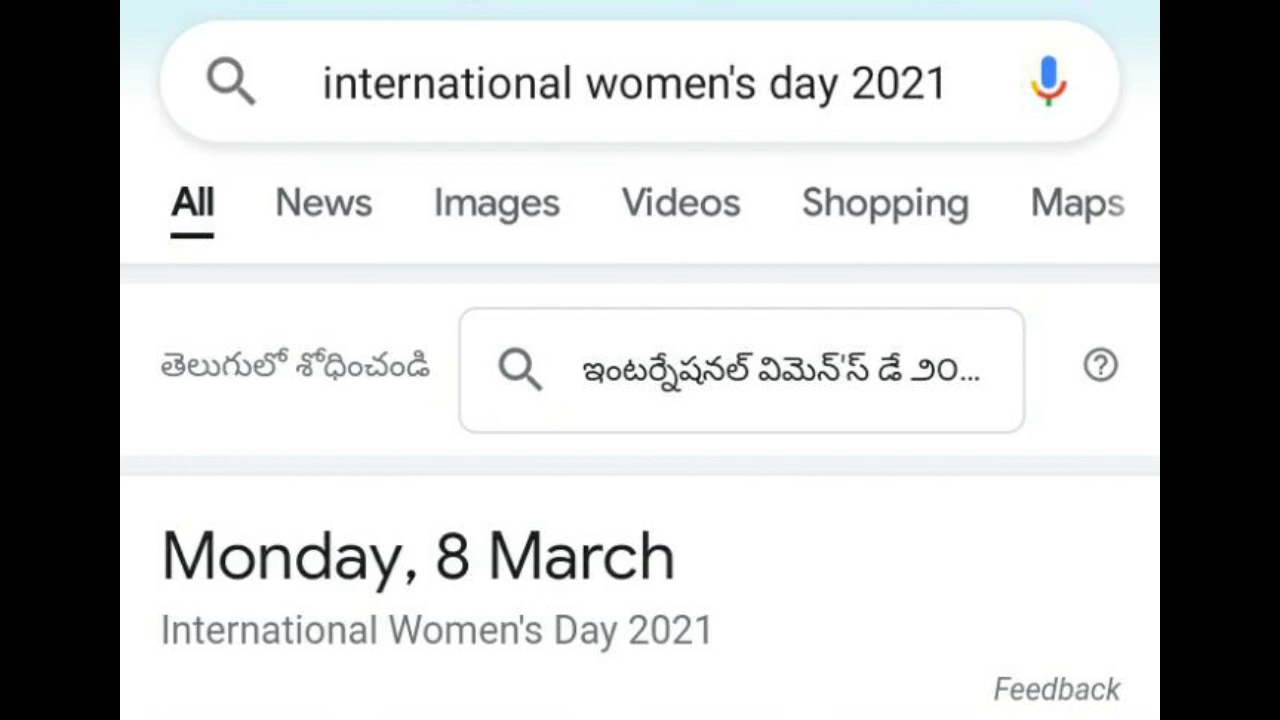 international women's day 2021
All News Images Videos Shopping Maps
తెలుగులో శోధించండి ఇంటర్నేషనల్ విమెన్'స్ డే ౨౦...
Monday, 8 March
International Women's Day 2021
Feedback